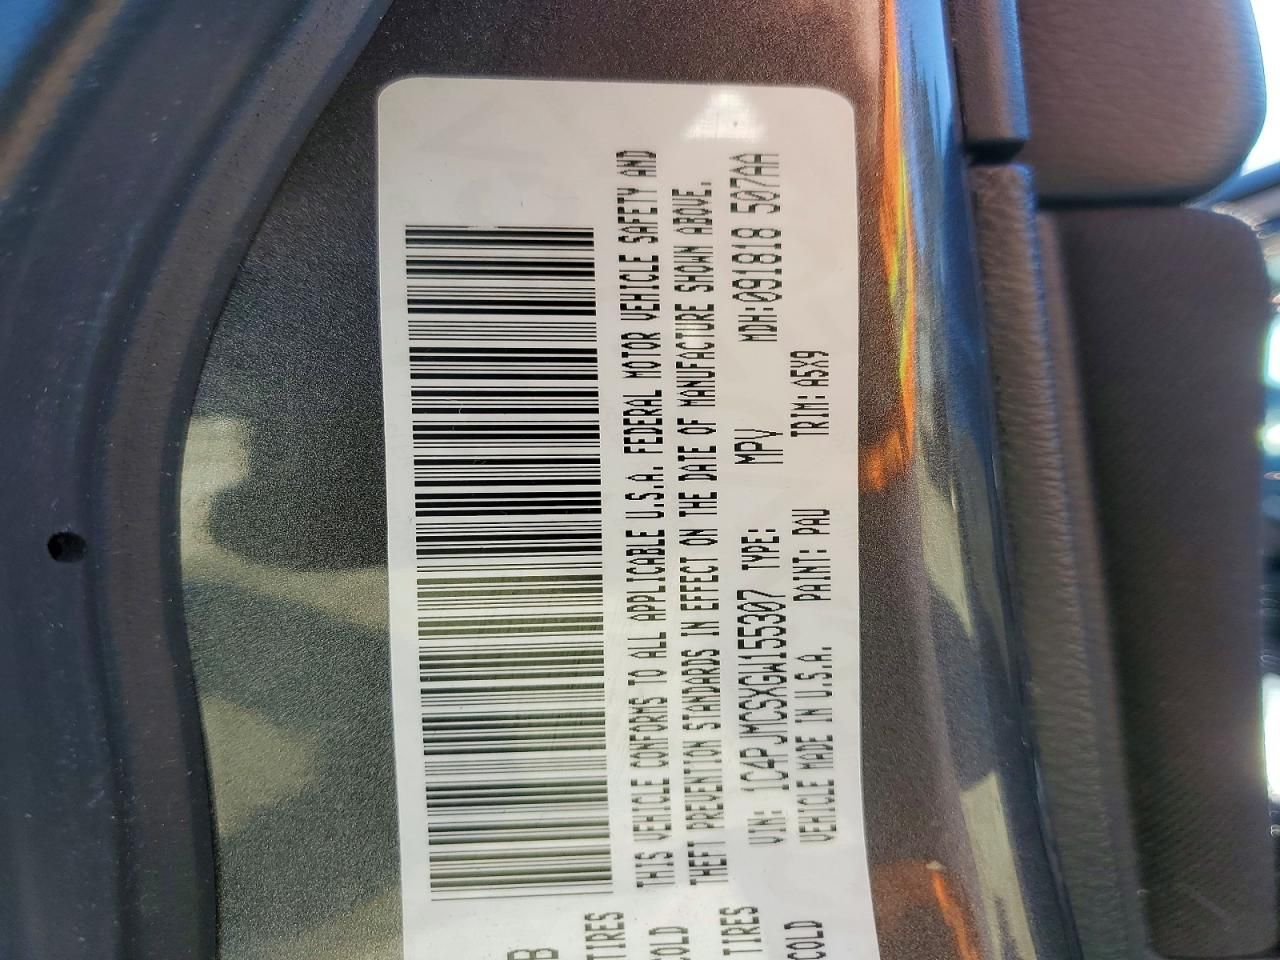 B
TIRES
COLD
TIRES
COLD
THIS VEHICLE CONFORMS TO ALL APPLICABLE U.S.A. FEDERAL MOTOR VEHICLE SAFETY AND
THEFT PREVENTION STANDARDS IN EFFECT ON THE DATE OF MANUFACTURE SHOWN ABOVE.
VIN: 1C4PJMCSXGW155307 TYPE: MPV MDH:091818 507AA
VEHICLE MADE IN U.S.A. PAINT: PAU TRIM: A5X9